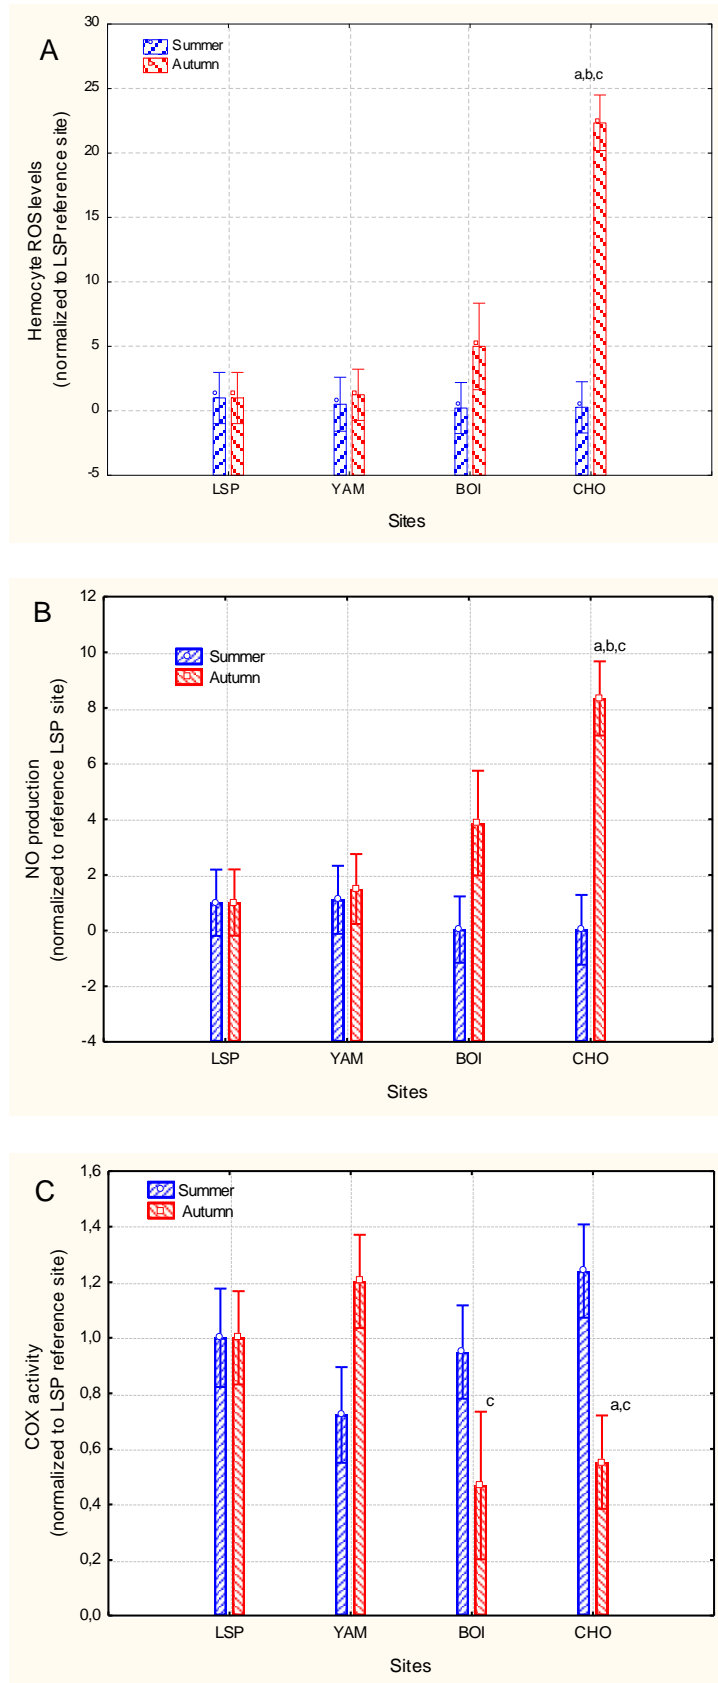 A
Summer
Autumn
a,b,c
30
25
20
15
10
5
0
-5
Hemocyte ROS levels
(normalized to LSP reference site)
LSP YAM BOI CHO
Sites
B
Summer
Autumn
a,b,c
12
10
8
6
4
2
0
-2
-4
NO production
(normalized to reference LSP site)
LSP YAM BOI CHO
Sites
C
Summer
Autumn
c
a,c
1,6
1,4
1,2
1,0
0,8
0,6
0,4
0,2
0,0
COX activity
(normalized to LSP reference site)
LSP YAM BOI CHO
Sites